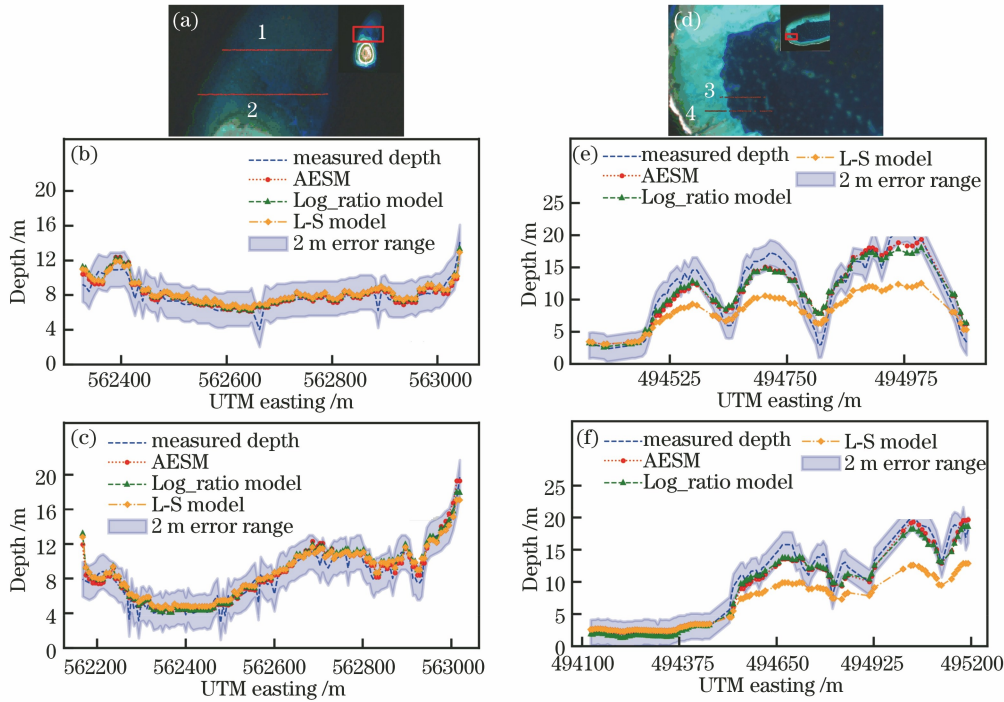 (a)
1
2
(d)
3
4
(b)
measured depth
AESM
Log_ratio model
L-S model
2 m error range
Depth /m
20
16
12
8
4
0
562400 562600 562800 563000
UTM easting /m
(e)
measured depth
AESM
Log_ratio model
L-S model
2 m error range
Depth /m
25
20
15
10
5
0
494525 494750 494975
UTM easting /m
(c)
measured depth
AESM
Log_ratio model
L-S model
2 m error range
Depth /m
20
16
12
8
4
0
562200 562400 562600 562800 563000
UTM easting /m
(f)
measured depth
AESM
Log_ratio model
L-S model
2 m error range
Depth /m
25
20
15
10
5
0
494100 494375 494650 494925 495200
UTM easting /m